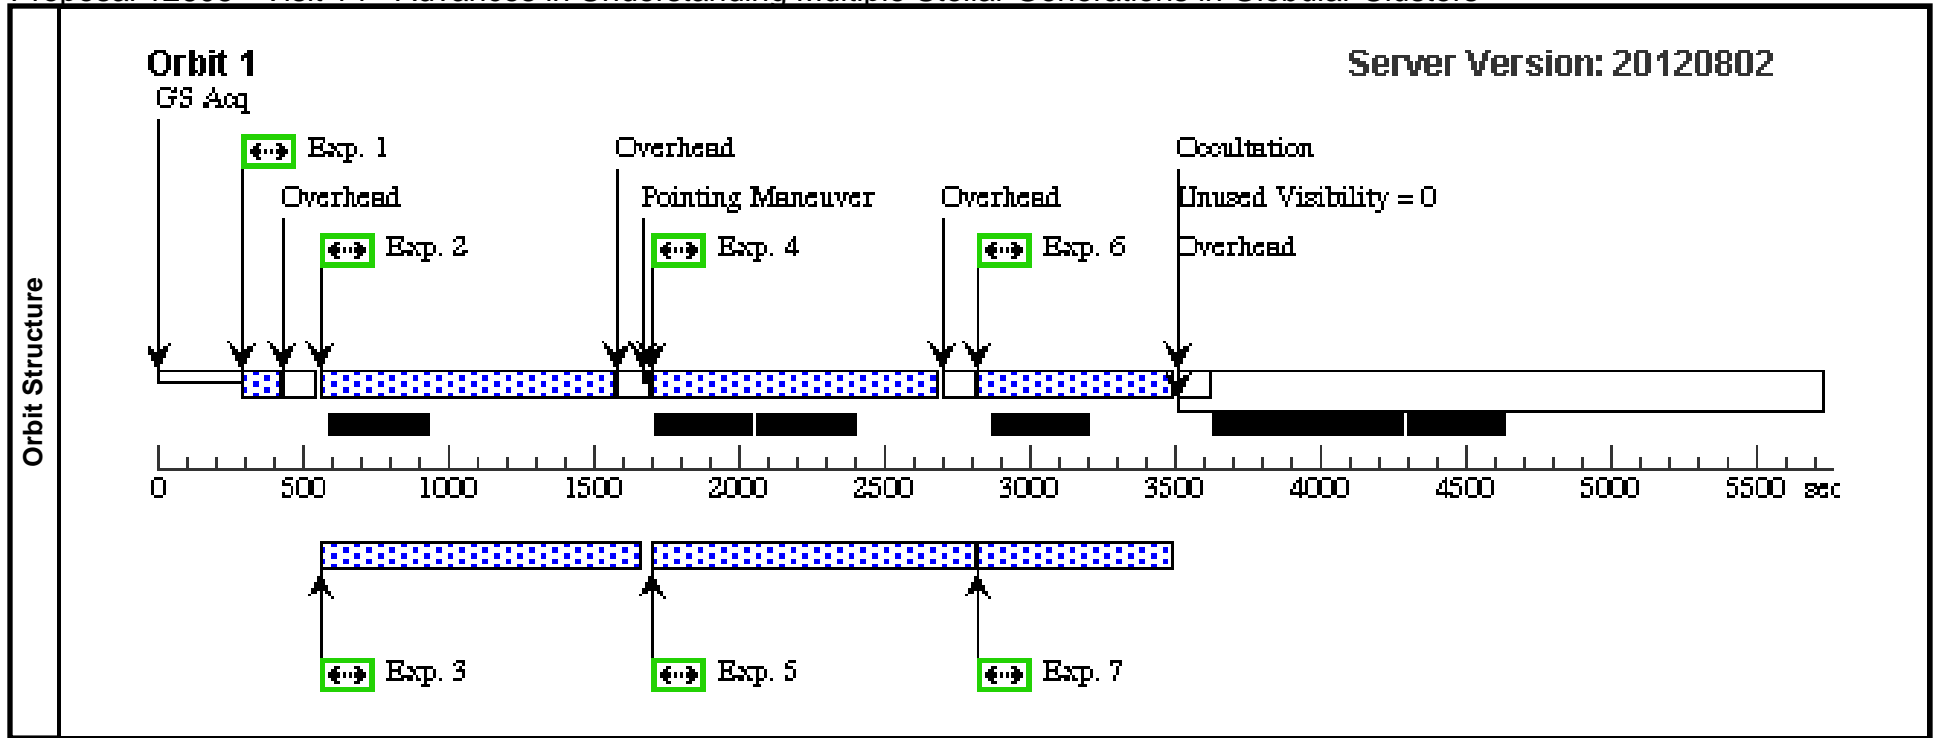 Orbit 1
Server Version: 20120802
GS Acq
Exp. 1
Overhead
Occultation
Overhead
Pointing Maneuver
Overhead
Unused Visibility = 0
Exp. 2
Exp. 4
Exp. 6
Overhead
Orbit Structure
0 500 1000 1500 2000 2500 3000 3500 4000 4500 5000 5500 sec
Exp. 3
Exp. 5
Exp. 7